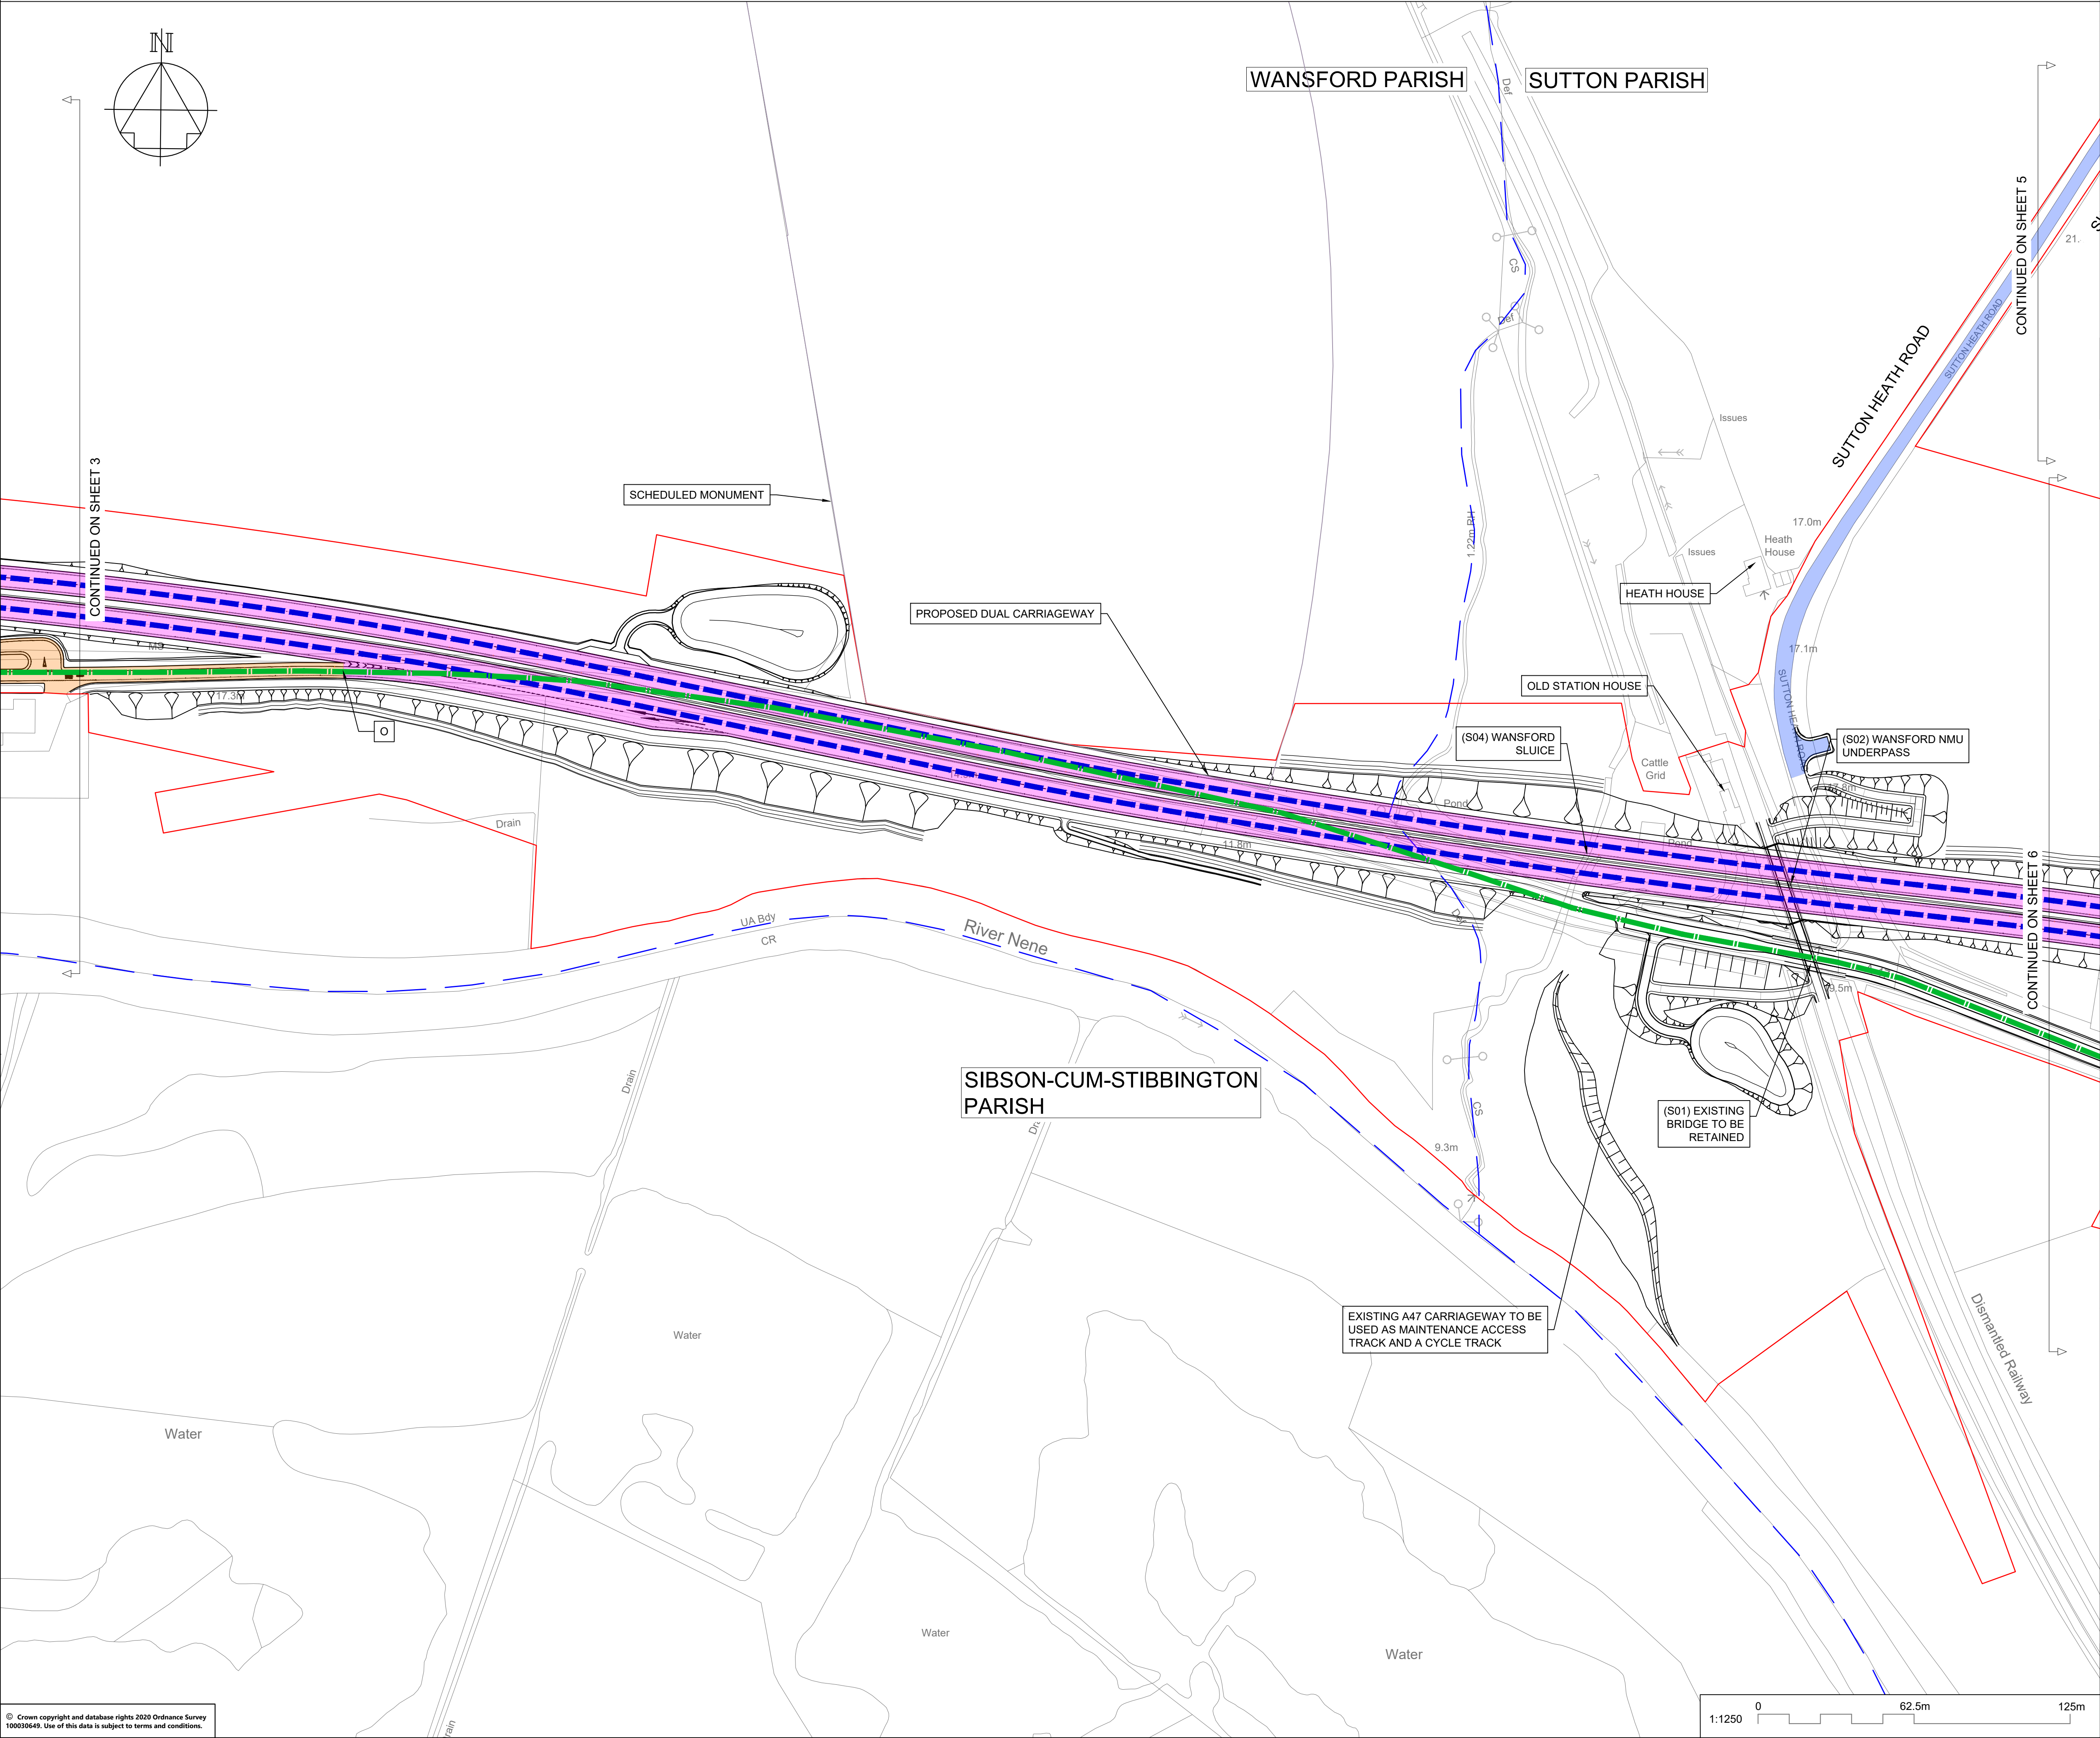 N
WANSFORD PARISH
SUTTON PARISH
Def
CS
Def
CONTINUED ON SHEET 5
21.
SUTTON HEATH ROAD
SUTTON HEATH ROAD
Issues
CONTINUED ON SHEET 3
SCHEDULED MONUMENT
1.22m RH
17.0m
Heath
House
Issues
HEATH HOUSE
PROPOSED DUAL CARRIAGEWAY
MS
17.1m
17.3m
OLD STATION HOUSE
SUTTON HEATH ROAD
O
(S04) WANSFORD
SLUICE
(S02) WANSFORD NMU
UNDERPASS
Cattle
Grid
Pond
Drain
11.8m
Pond
CONTINUED ON SHEET 6
UA Bdy
CR
River Nene
9.5m
SIBSON-CUM-STIBBINGTON
PARISH
Drain
CS
(S01) EXISTING
BRIDGE TO BE
RETAINED
9.3m
EXISTING A47 CARRIAGEWAY TO BE
USED AS MAINTENANCE ACCESS
TRACK AND A CYCLE TRACK
Dismantled Railway
Water
Water
Water
Water
© Crown copyright and database rights 2020 Ordnance Survey
100030649. Use of this data is subject to terms and conditions.
1:1250
0
62.5m
125m